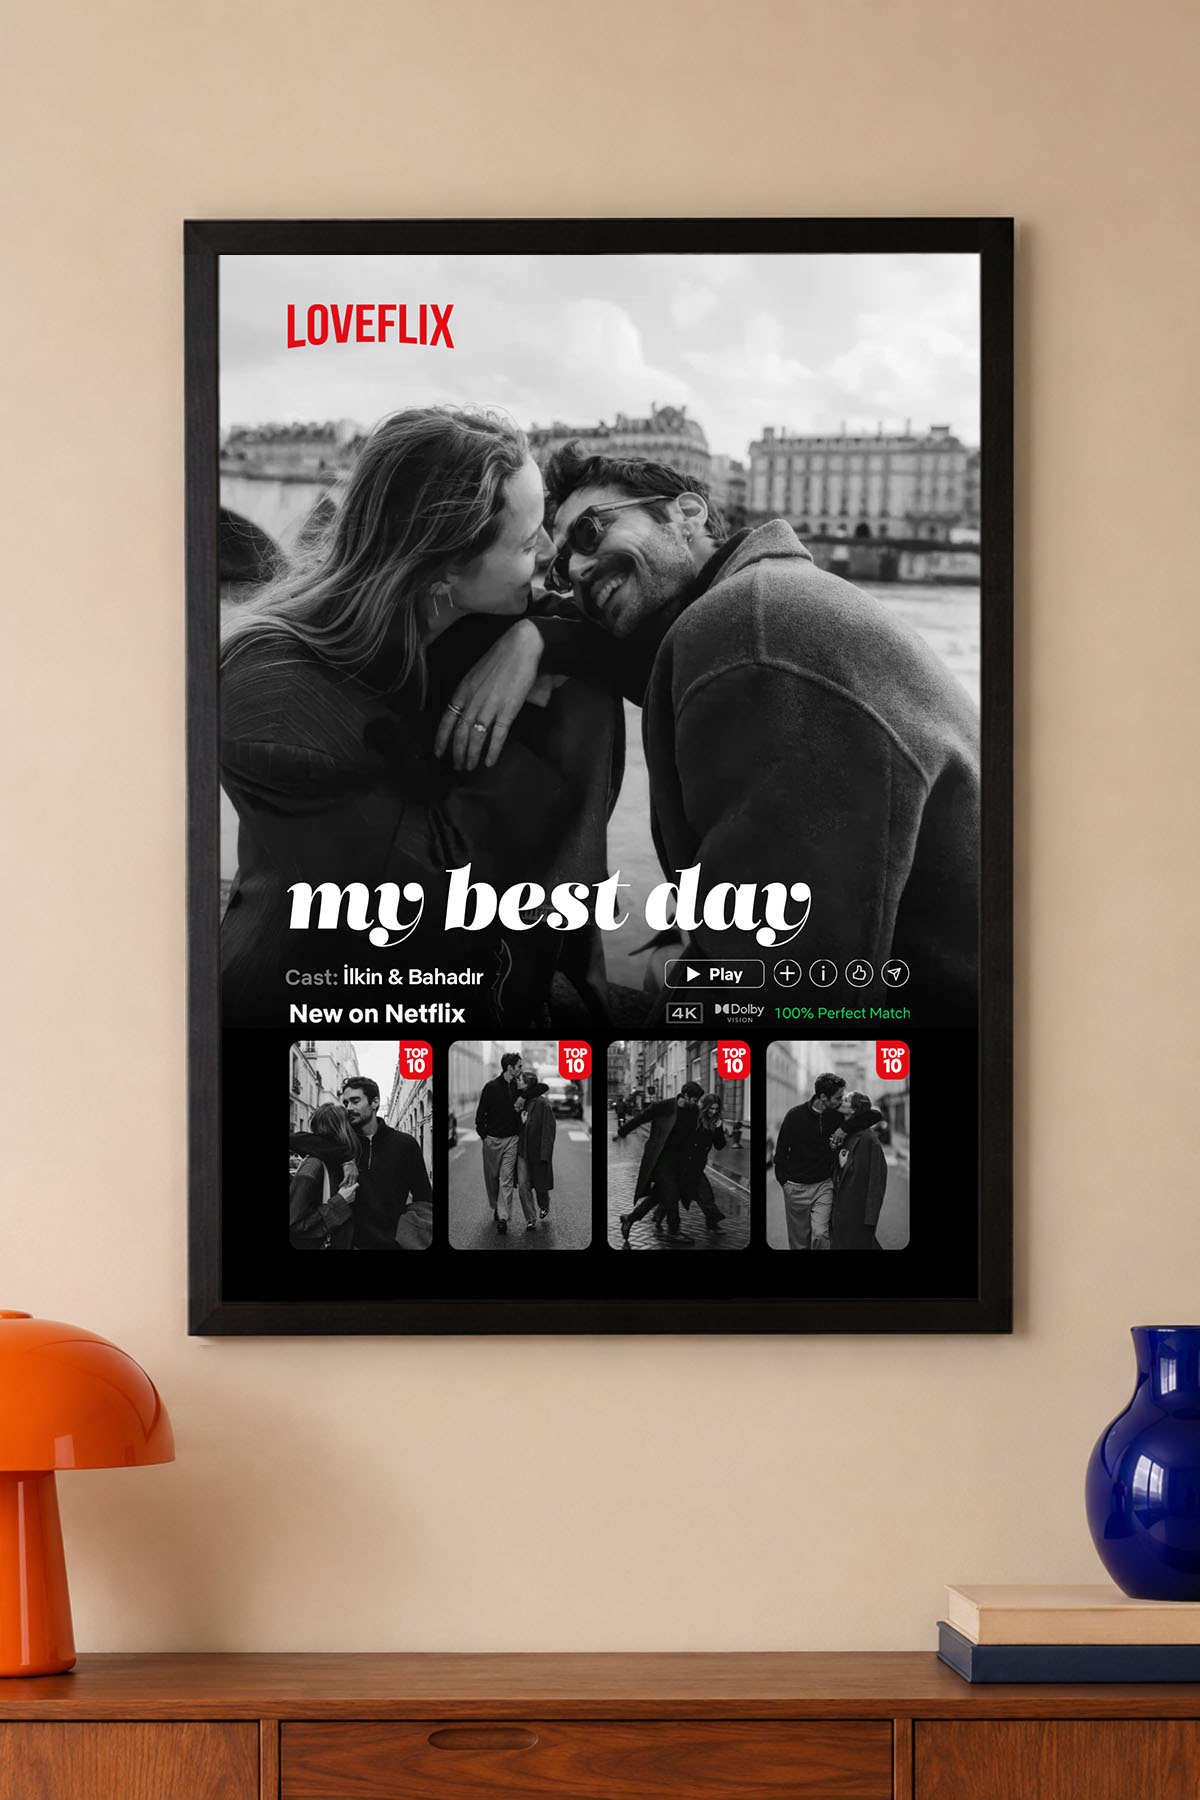 LOVEFLIX
my best day
Cast: İlkin & Bahadır
Play
New on Netflix
4K Dolby VISION 100% Perfect Match
TOP 10
TOP 10
TOP 10
TOP 10